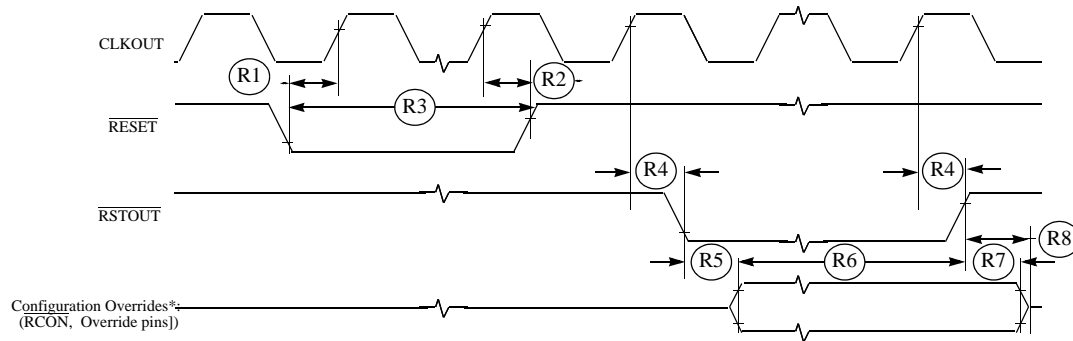 CLKOUT
R1
R2
R3
RESET
R4
R4
RSTOUT
R5
R6
R7
R8
Configuration Overrides*:
(RCON, Override pins])